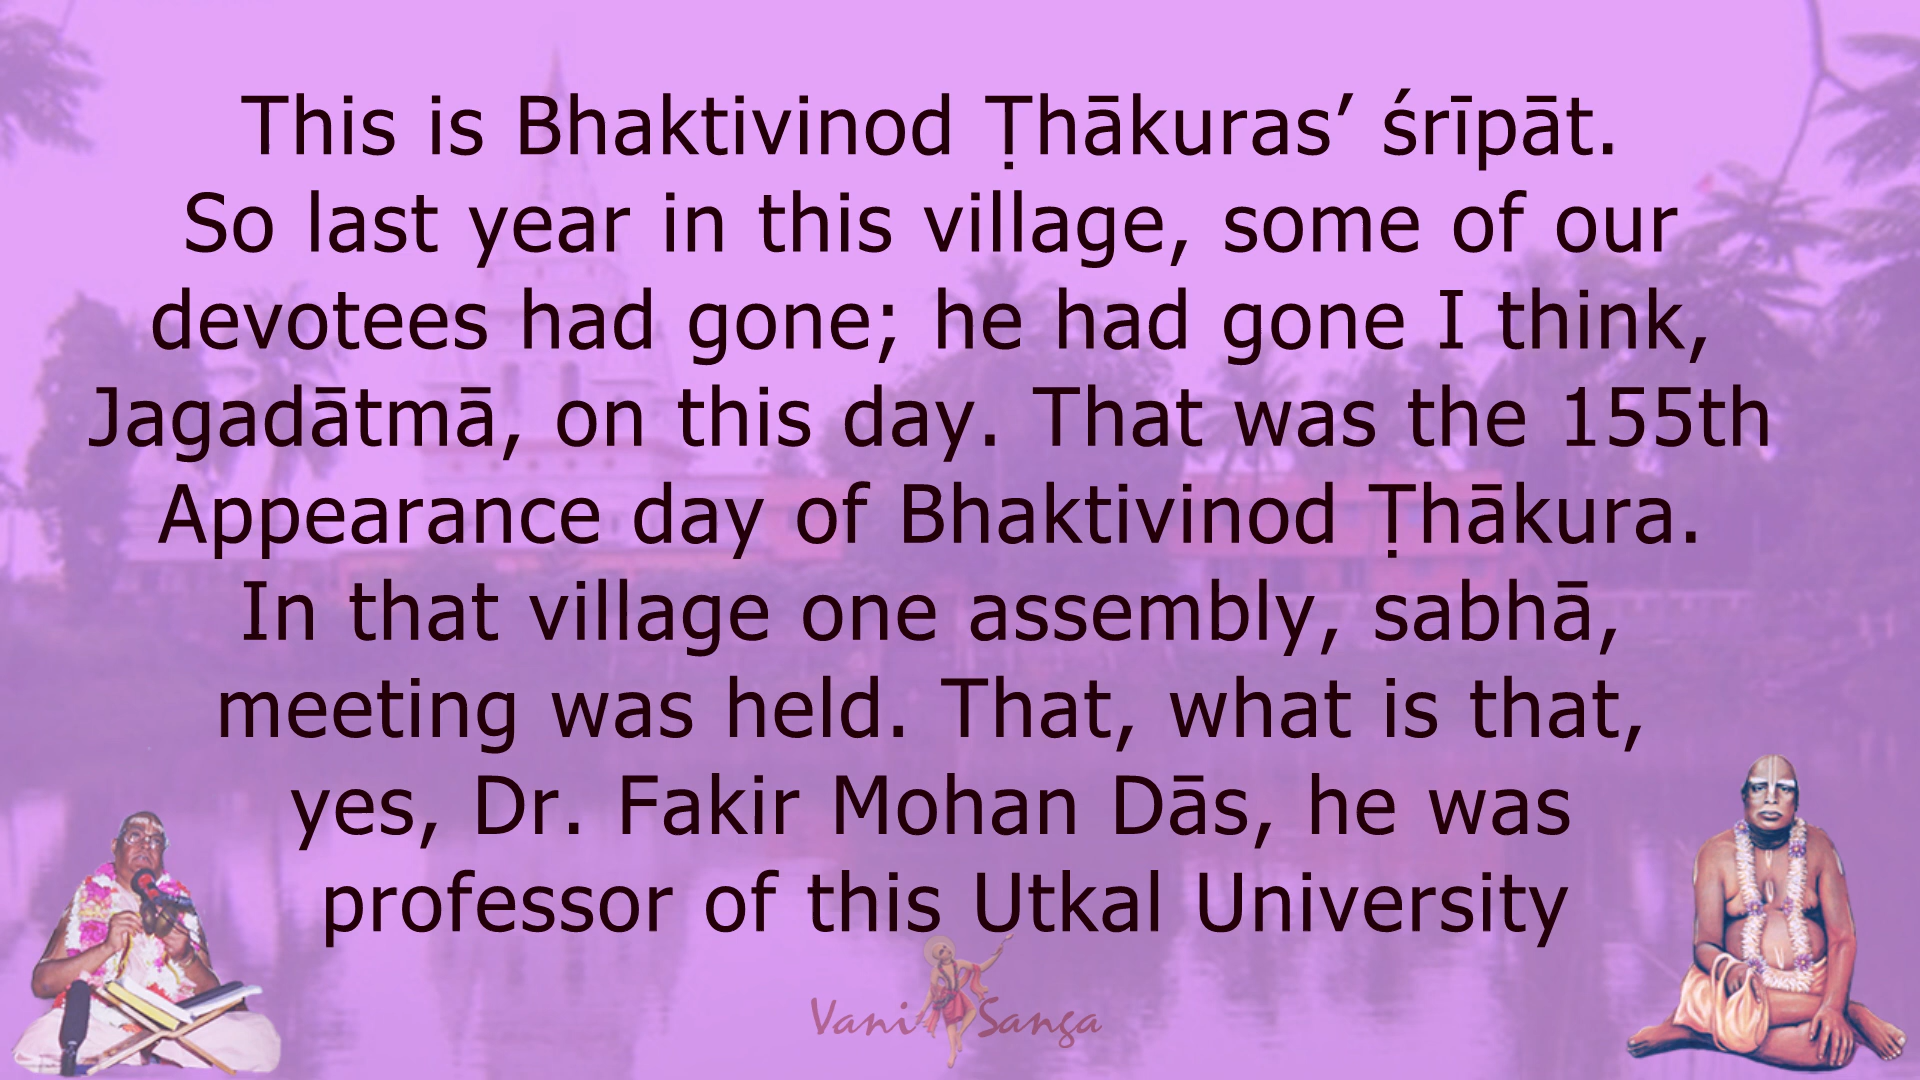 This is Bhaktivinod Ṭhākuras’ śrīpāt.
So last year in this village, some of our
devotees had gone; he had gone I think,
Jagadātmā, on this day. That was the 155th
Appearance day of Bhaktivinod Ṭhākura.
In that village one assembly, sabhā,
meeting was held. That, what is that,
yes, Dr. Fakir Mohan Dās, he was
professor of this Utkal University
Vani Sanga